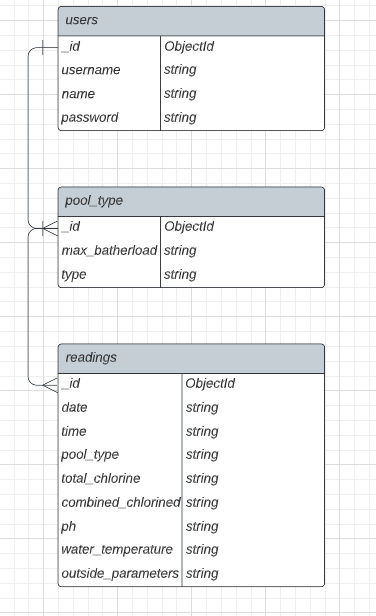 users
_id ObjectId
username string
name string
password string
pool_type
_id ObjectId
max_batherload string
type string
readings
_id ObjectId
date string
time string
pool_type string
total_chlorine string
combined_chlorined string
ph string
water_temperature string
outside_parameters string